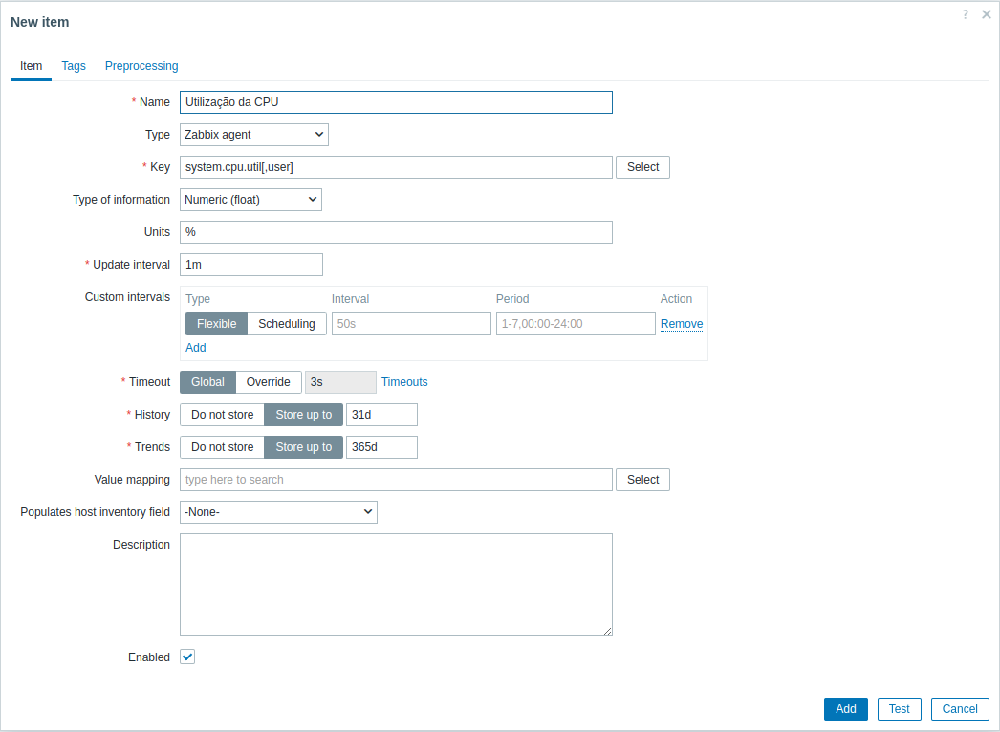 New item
?
Item Tags Preprocessing
* Name Utilização da CPU
Type Zabbix agent
* Key system.cpu.util[,user] Select
Type of information Numeric (float)
Units %
* Update interval 1m
Custom intervals Type Interval Period Action
Flexible Scheduling 50s 1-7,00:00-24:00 Remove
Add
* Timeout Global Override 3s Timeouts
* History Do not store Store up to 31d
* Trends Do not store Store up to 365d
Value mapping type here to search Select
Populates host inventory field -None-
Description
Enabled
Add Test Cancel